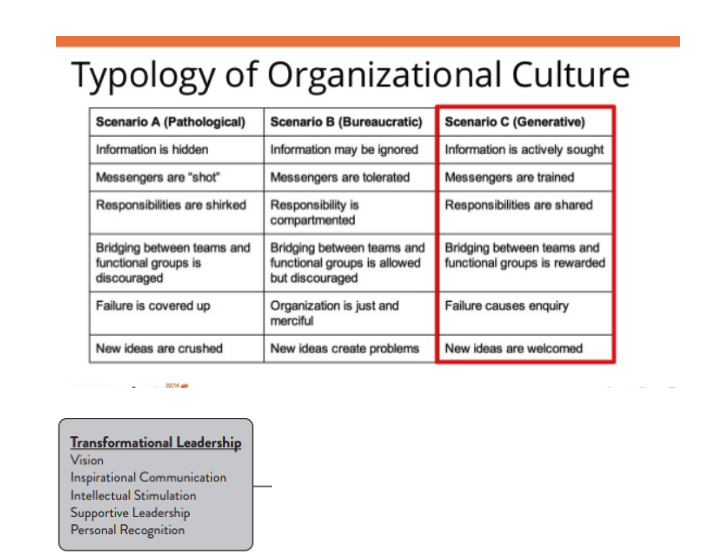 Typology of Organizational Culture
Scenario A (Pathological)
Scenario B (Bureaucratic)
Scenario C (Generative)
Information is hidden
Information may be ignored
Information is actively sought
Messengers are “shot”
Messengers are tolerated
Messengers are trained
Responsibilities are shirked
Responsibility is
compartmented
Responsibilities are shared
Bridging between teams and
functional groups is
discouraged
Bridging between teams and
functional groups is allowed
but discouraged
Bridging between teams and
functional groups is rewarded
Failure is covered up
Organization is just and
merciful
Failure causes enquiry
New ideas are crushed
New ideas create problems
New ideas are welcomed
Transformational Leadership
Vision
Inspirational Communication
Intellectual Stimulation
Supportive Leadership
Personal Recognition